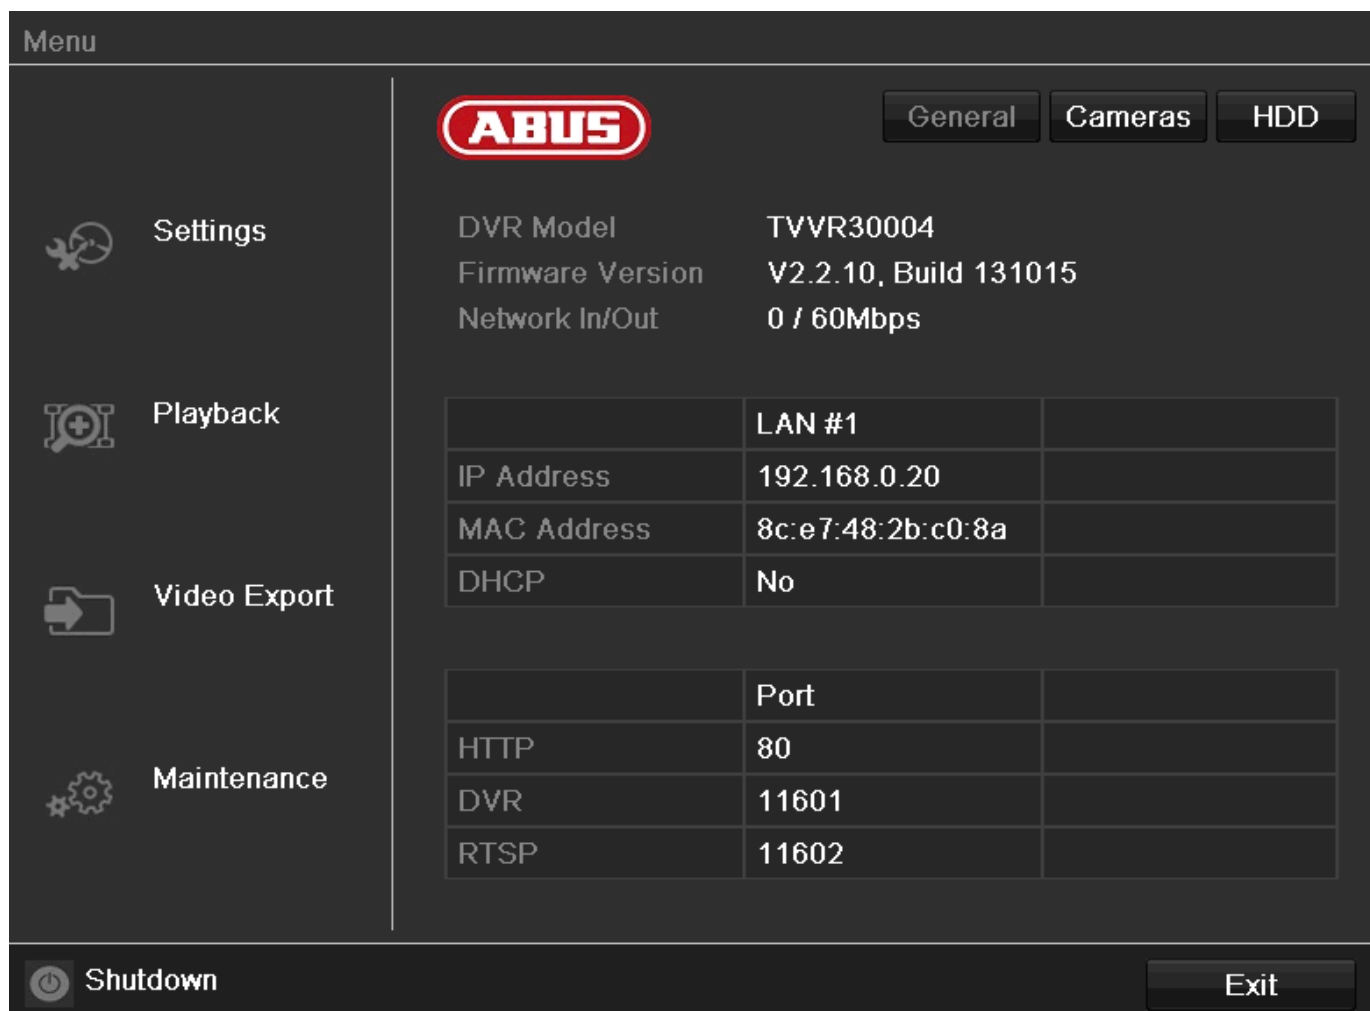 Menu
ABUS
General Cameras HDD
Settings
DVR Model TVVR30004
Firmware Version V2.2.10, Build 131015
Network In/Out 0 / 60Mbps
Playback
LAN #1
IP Address 192.168.0.20
MAC Address 8c:e7:48:2b:c0:8a
DHCP No
Video Export
Port
HTTP 80
DVR 11601
RTSP 11602
Maintenance
Shutdown
Exit